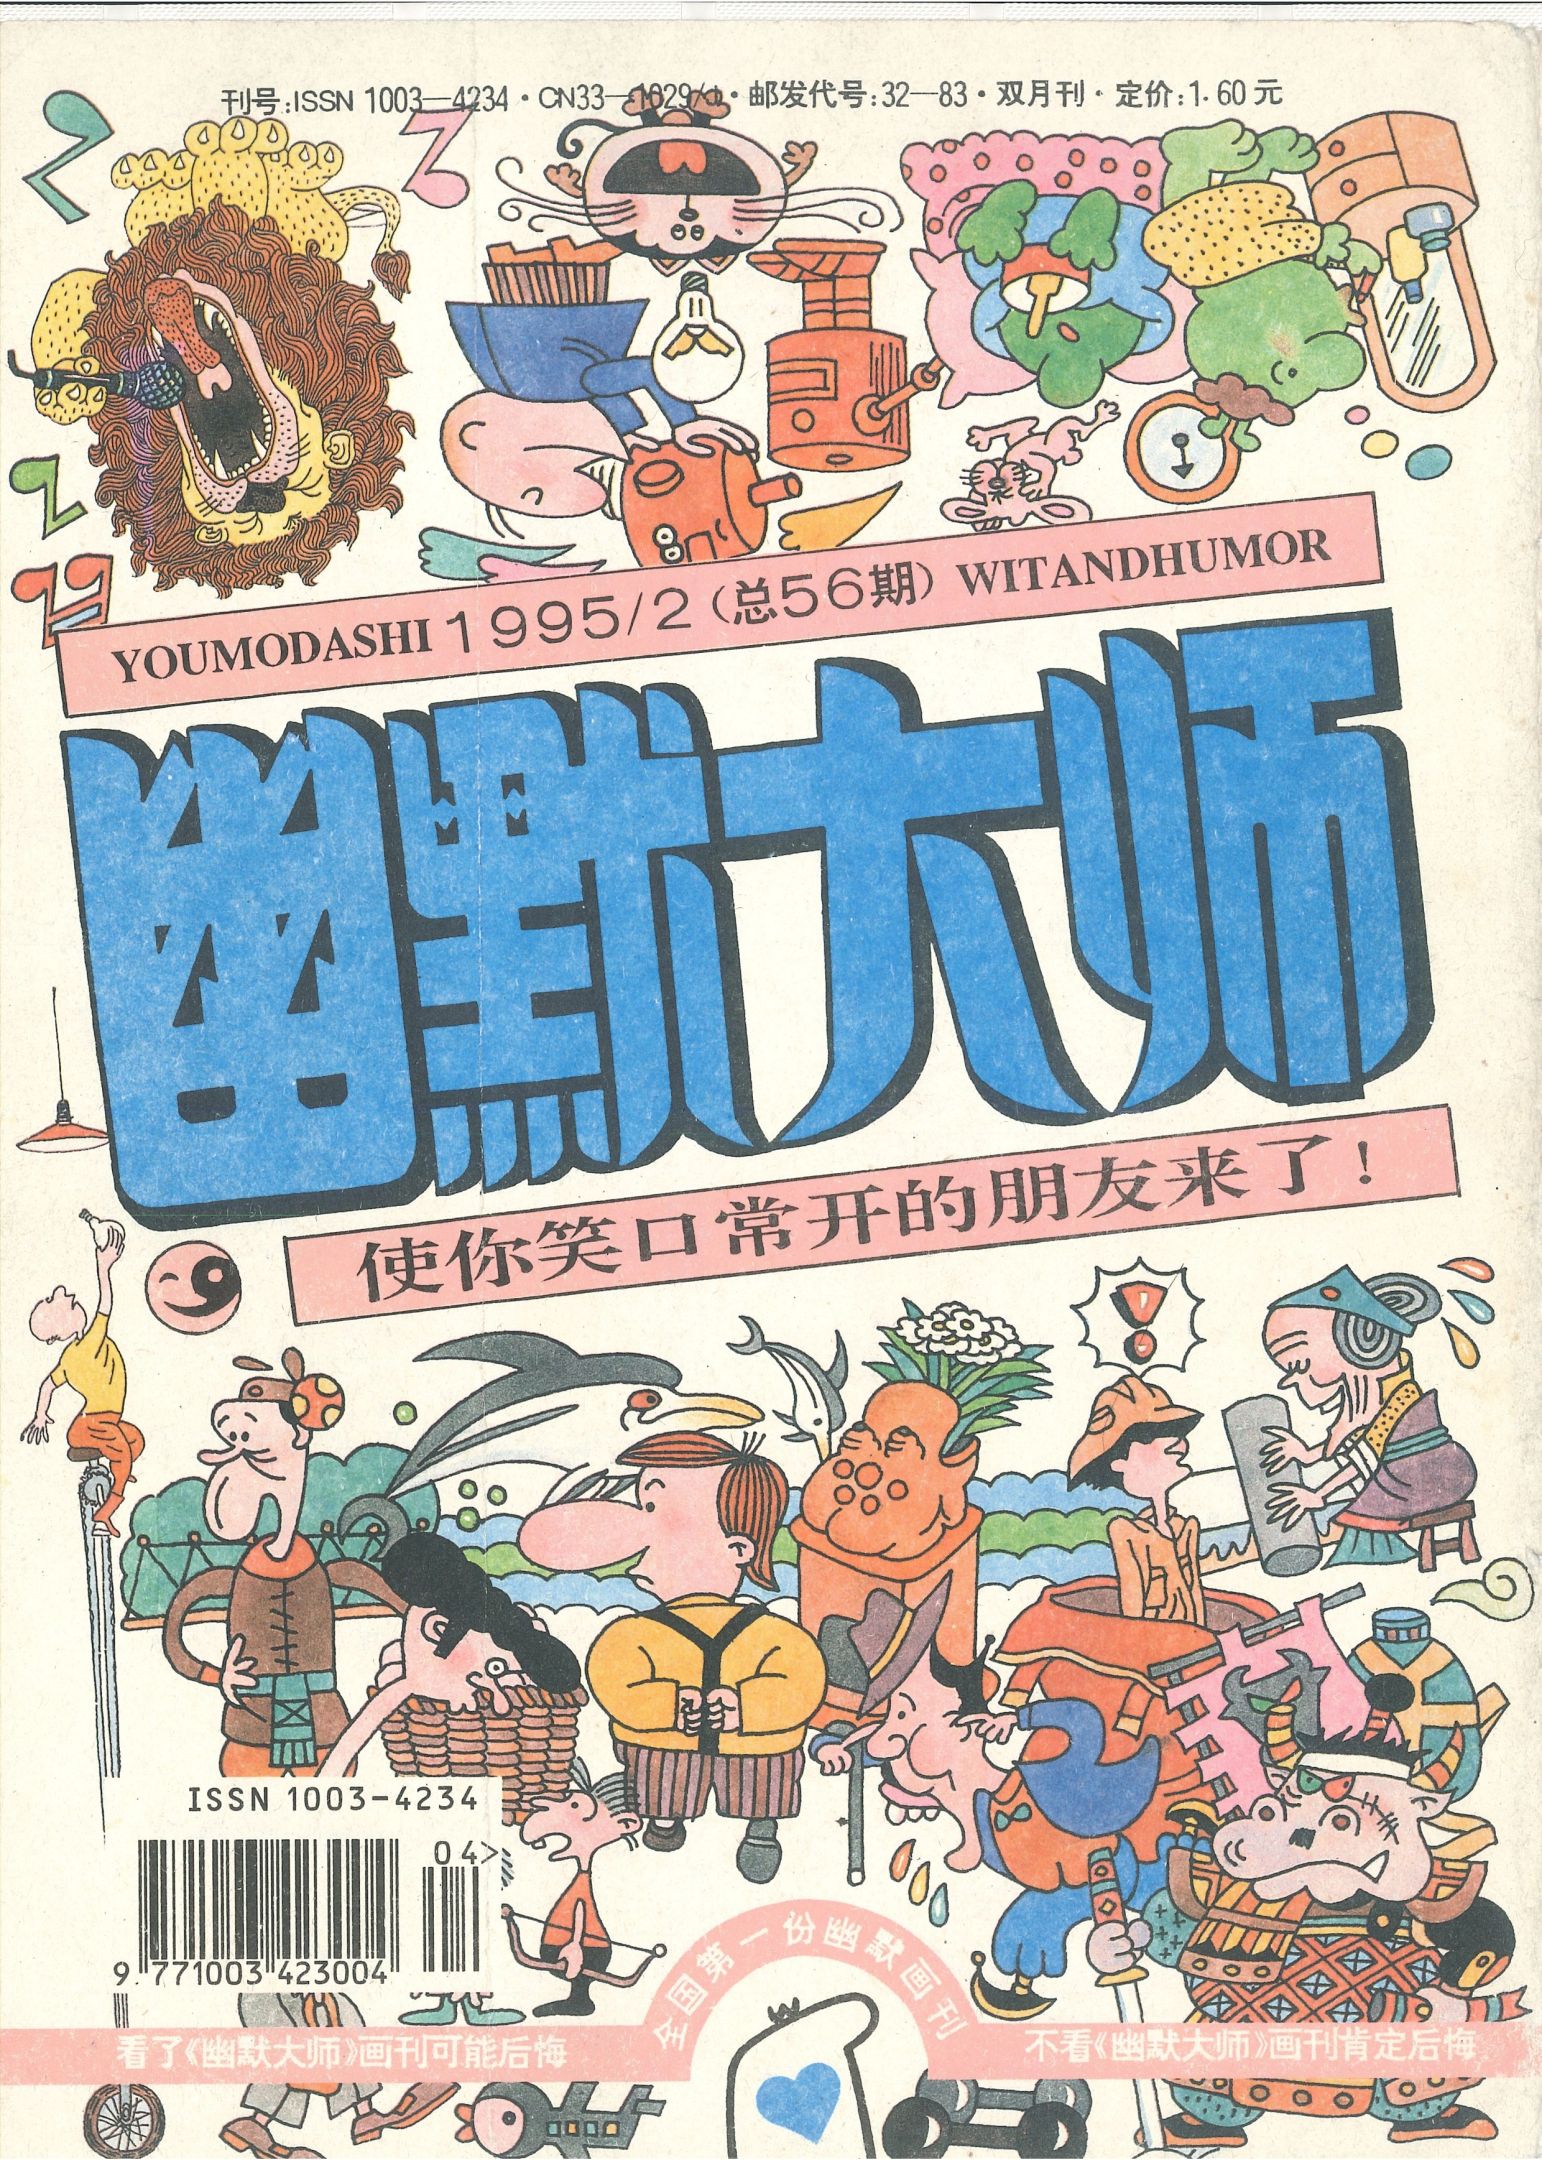 刊号:ISSN 1003—4234·CN33—1029/J·邮发代号:32—83·双月刊·定价:1.60元
YOUMODASHI 1995/2(总56期) WITANDHUMOR
幽默大师
使你笑口常开的朋友来了!
ISSN 1003-4234
04>
9 771003 423004
全国第一份幽默画刊
看了《幽默大师》画刊可能后悔
不看《幽默大师》画刊肯定后悔